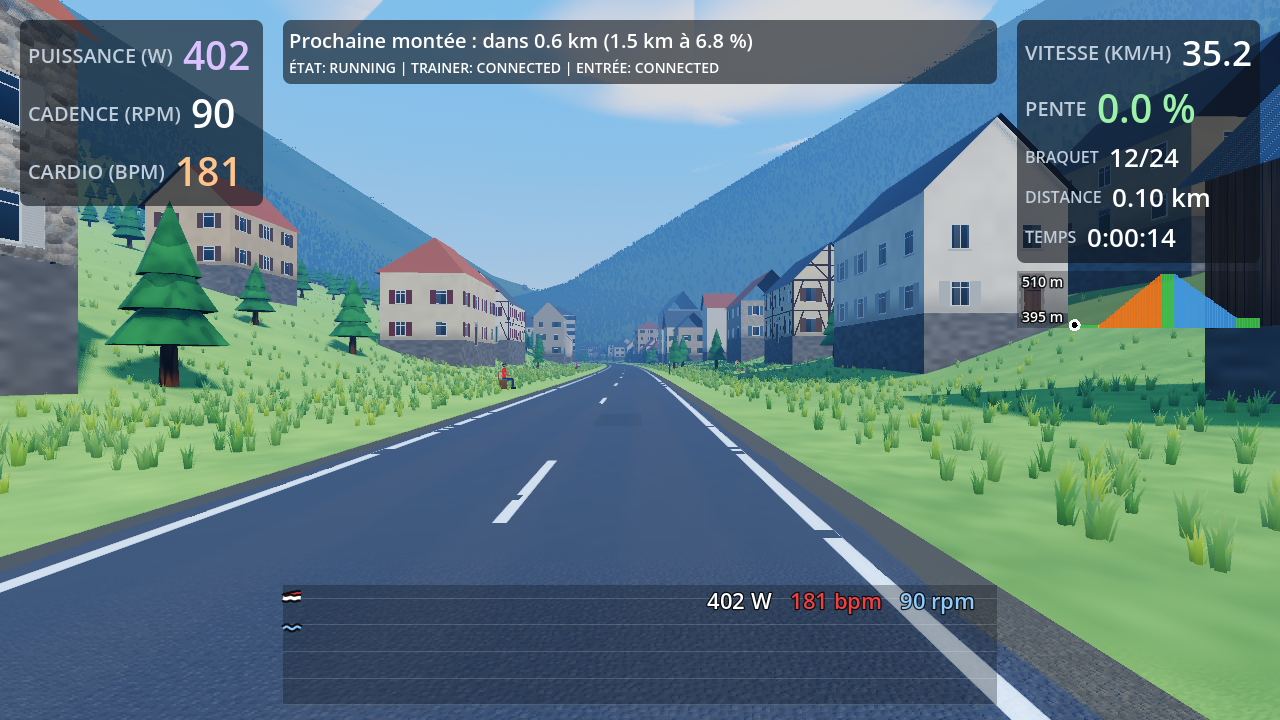 PUISSANCE (W) 402
CADENCE (RPM) 90
CARDIO (BPM) 181
Prochaine montée : dans 0.6 km (1.5 km à 6.8 %)
ÉTAT: RUNNING | TRAINER: CONNECTED | ENTRÉE: CONNECTED
VITESSE (KM/H) 35.2
PENTE 0.0 %
BRAQUET 12/24
DISTANCE 0.10 km
TEMPS 0:00:14
510 m
395 m
402 W 181 bpm 90 rpm